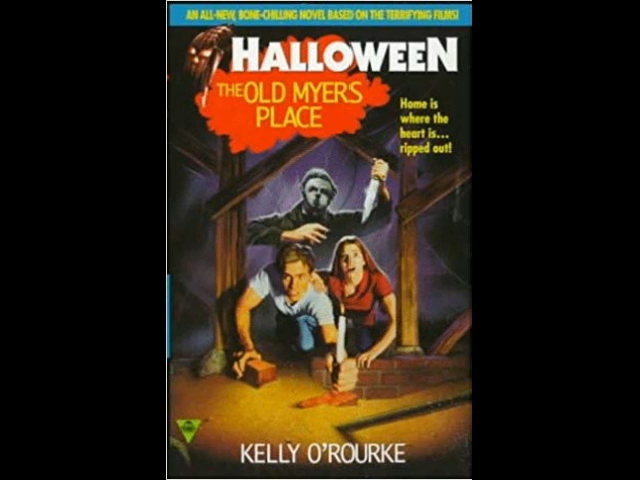 AN ALL-NEW, BONE-CHILLING NOVEL BASED ON THE TERRIFYING FILMS!
HALLOWEEN
THE OLD MYERS
PLACE
Home is
where the
heart is...
ripped out!
KELLY O'ROURKE